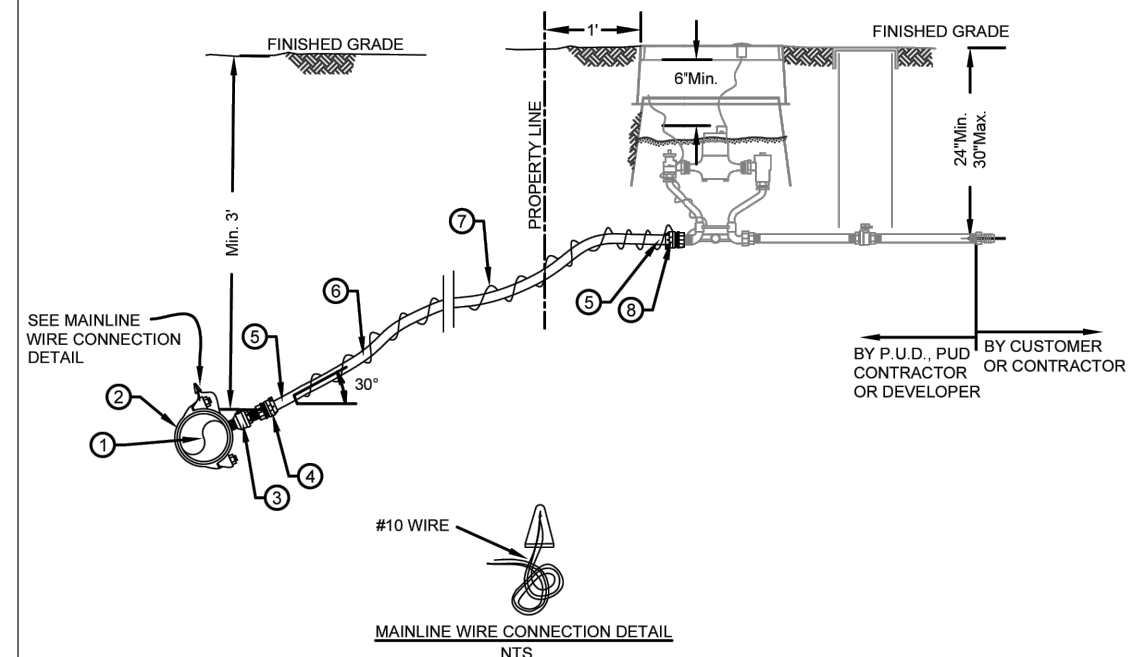 FINISHED GRADE
1'
FINISHED GRADE
6"Min.
24"Min.
30"Max.
PROPERTY LINE
Min. 3'
7
6
5
8
SEE MAINLINE
WIRE CONNECTION
DETAIL
5
30°
2
1
4
3
BY P.U.D., PUD
CONTRACTOR
OR DEVELOPER
BY CUSTOMER
OR CONTRACTOR
#10 WIRE
MAINLINE WIRE CONNECTION DETAIL
NTS